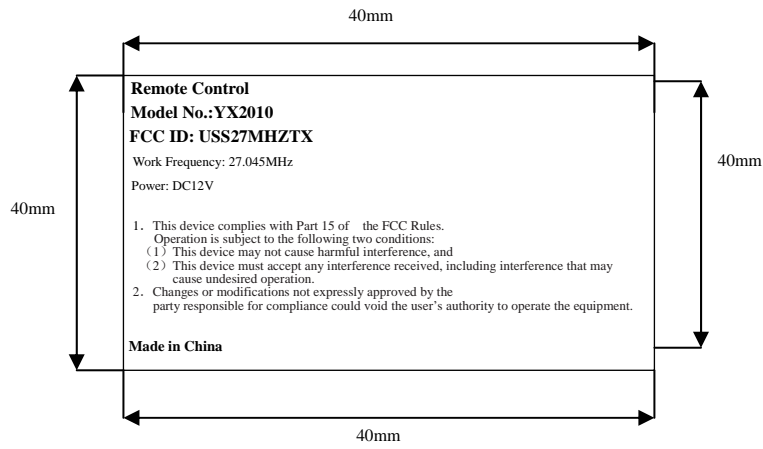 40mm
Remote Control
Model No.:YX2010
FCC ID: USS27MHZTX
Work Frequency: 27.045MHz
40mm
Power: DC12V
40mm
1. This device complies with Part 15 of the FCC Rules.
Operation is subject to the following two conditions:
（1）This device may not cause harmful interference, and
（2）This device must accept any interference received, including interference that may
cause undesired operation.
2. Changes or modifications not expressly approved by the
party responsible for compliance could void the user’s authority to operate the equipment.
Made in China
40mm